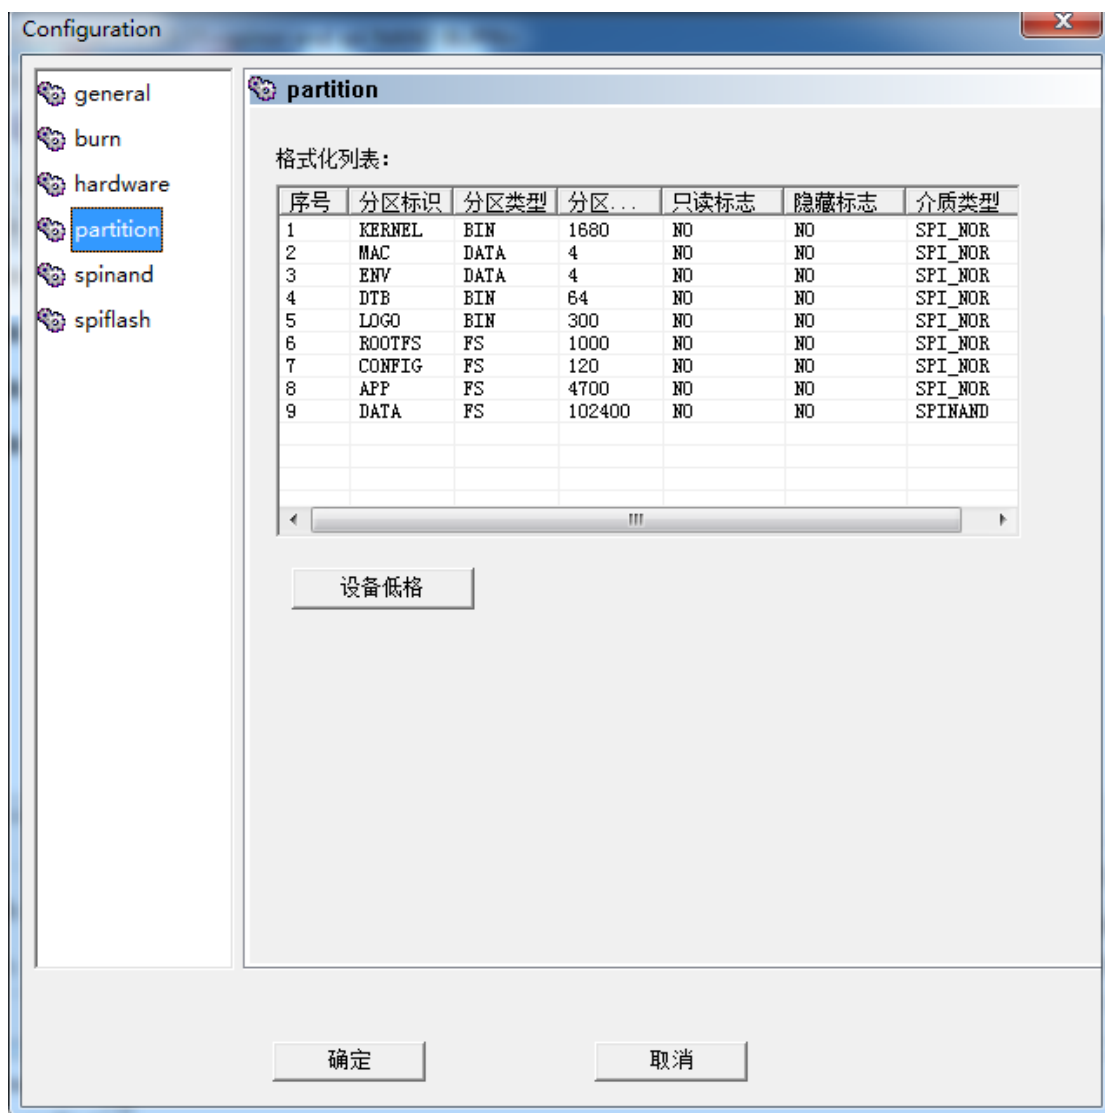 Configuration
general
burn
hardware
partition
spinand
spiflash
partition
格式化列表:
序号 分区标识 分区类型 分区... 只读标志 隐藏标志 介质类型
1 KERNEL BIN 1680 NO NO SPI_NOR
2 MAC DATA 4 NO NO SPI_NOR
3 ENV DATA 4 NO NO SPI_NOR
4 DTB BIN 64 NO NO SPI_NOR
5 LOGO BIN 300 NO NO SPI_NOR
6 ROOTFS FS 1000 NO NO SPI_NOR
7 CONFIG FS 120 NO NO SPI_NOR
8 APP FS 4700 NO NO SPI_NOR
9 DATA FS 102400 NO NO SPINAND
设备低格
确定 取消